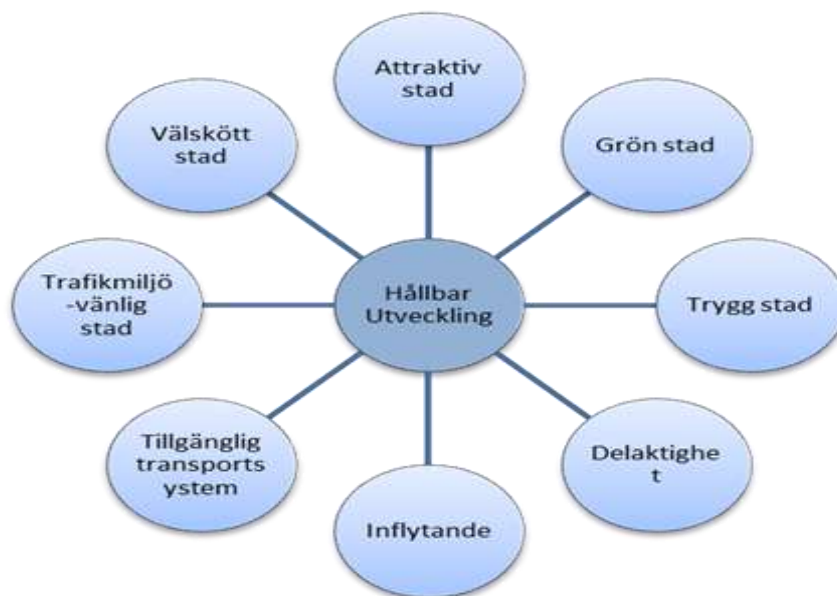 Attraktiv
stad
Grön stad
Trygg stad
Delaktighe
t
Inflytande
Tillgänglig
transports
ystem
Trafikmiljö
-vänlig
stad
Välskött
stad
Hållbar
Utveckling